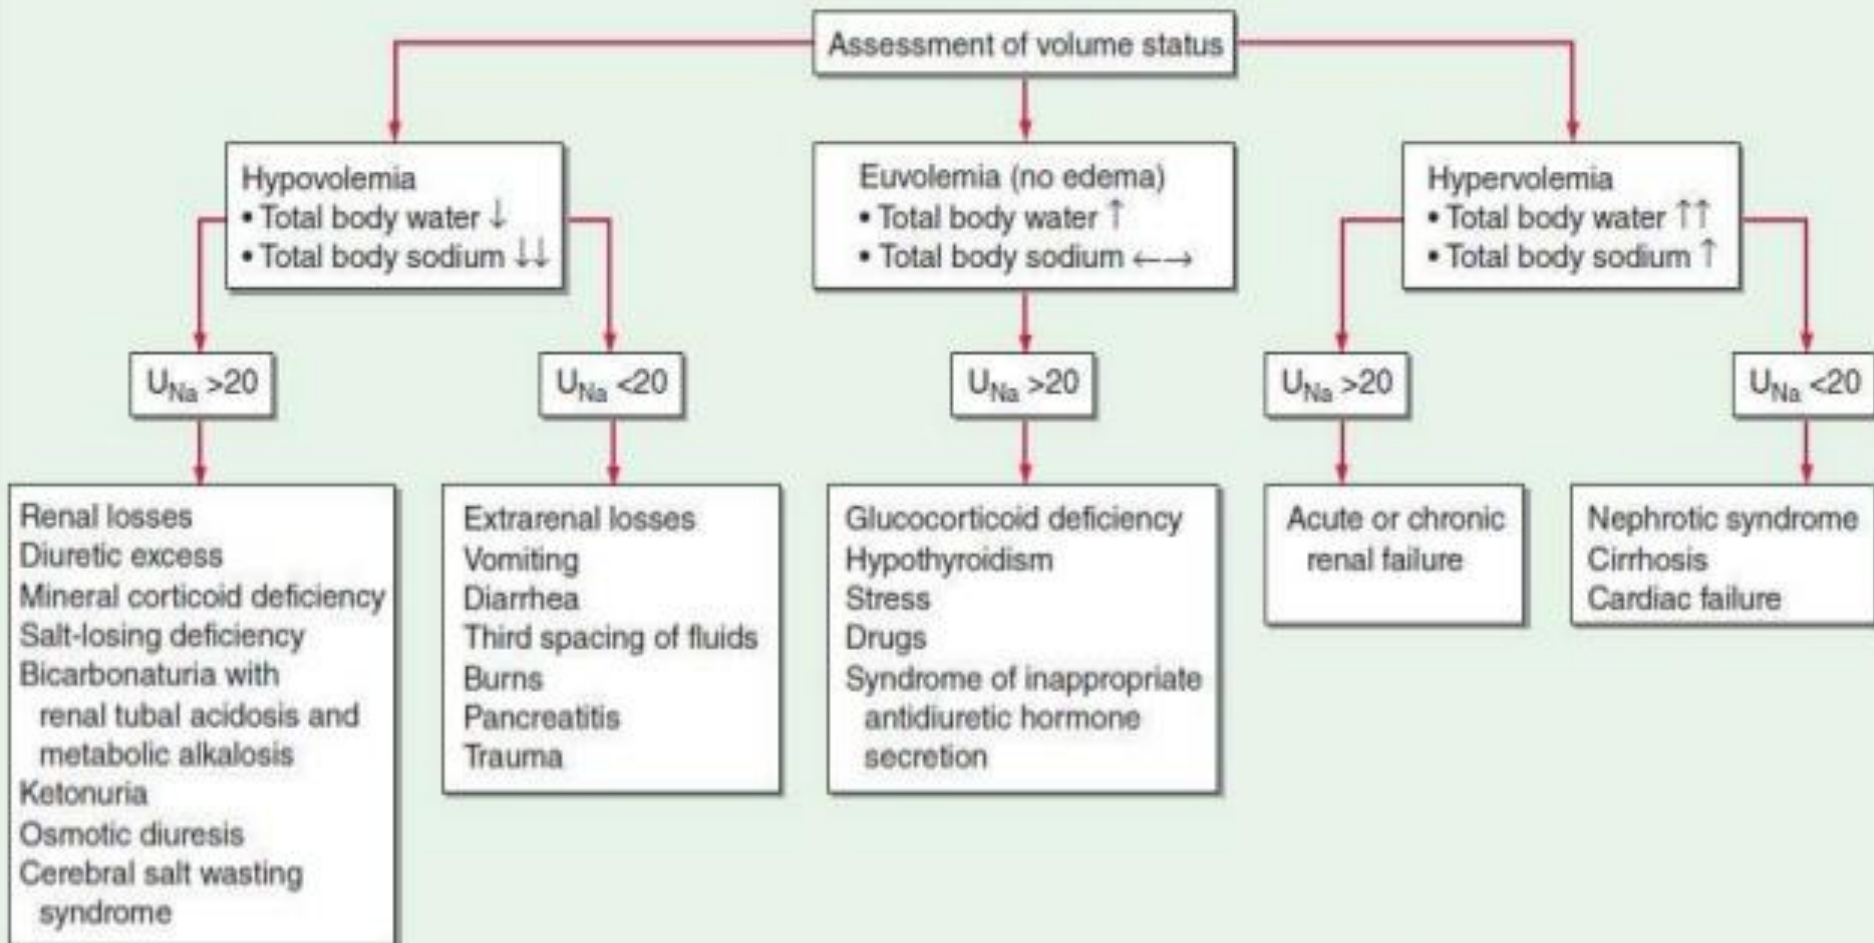 Assessment of volume status
Hypovolemia
• Total body water ↓
• Total body sodium ↓↓
Euvolemia (no edema)
• Total body water ↑
• Total body sodium ←→
Hypervolemia
• Total body water ↑↑
• Total body sodium ↑
UNa >20
UNa <20
UNa >20
UNa >20
UNa <20
Renal losses
Diuretic excess
Mineral corticoid deficiency
Salt-losing deficiency
Bicarbonaturia with
renal tubal acidosis and
metabolic alkalosis
Ketonuria
Osmotic diuresis
Cerebral salt wasting
syndrome
Extrarenal losses
Vomiting
Diarrhea
Third spacing of fluids
Burns
Pancreatitis
Trauma
Glucocorticoid deficiency
Hypothyroidism
Stress
Drugs
Syndrome of inappropriate
antidiuretic hormone
secretion
Acute or chronic
renal failure
Nephrotic syndrome
Cirrhosis
Cardiac failure